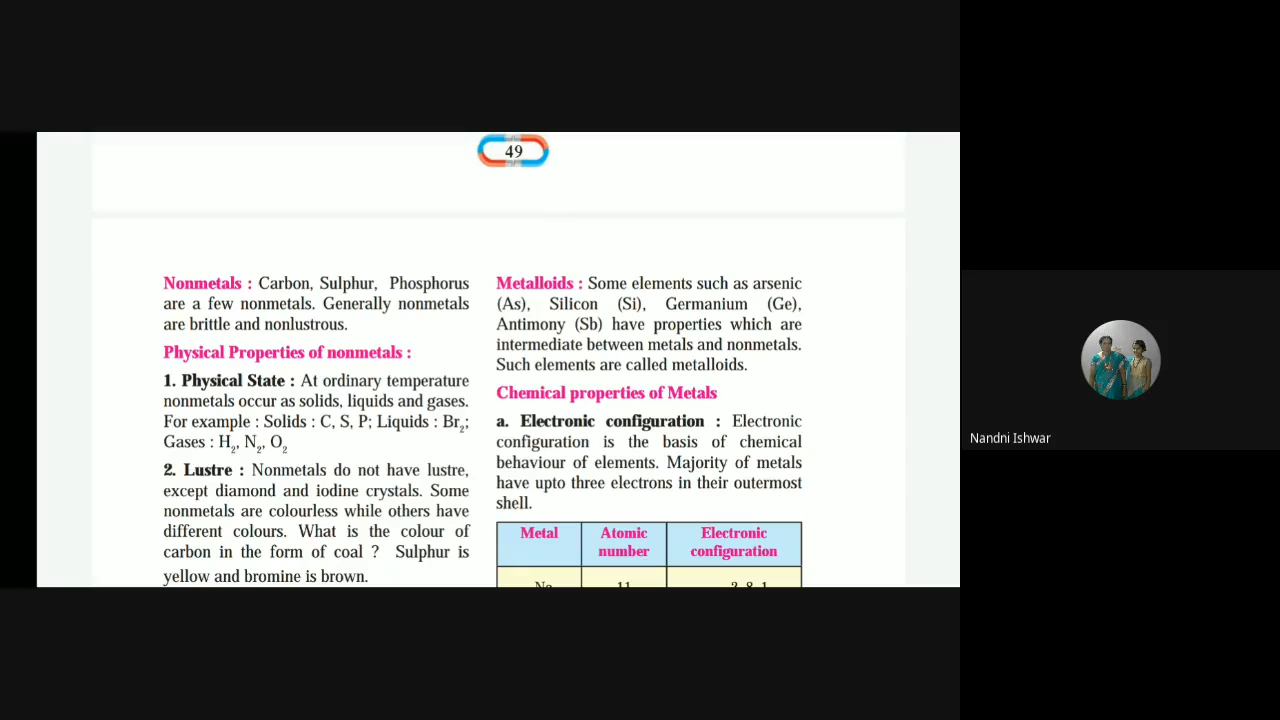 49
Nonmetals : Carbon, Sulphur, Phosphorus
are a few nonmetals. Generally nonmetals
are brittle and nonlustrous.
Physical Properties of nonmetals :
1. Physical State : At ordinary temperature
nonmetals occur as solids, liquids and gases.
For example : Solids : C, S, P; Liquids : Br₂;
Gases : H₂, N₂, O₂
2. Lustre : Nonmetals do not have lustre,
except diamond and iodine crystals. Some
nonmetals are colourless while others have
different colours. What is the colour of
carbon in the form of coal ? Sulphur is
yellow and bromine is brown.
Metalloids : Some elements such as arsenic
(As), Silicon (Si), Germanium (Ge),
Antimony (Sb) have properties which are
intermediate between metals and nonmetals.
Such elements are called metalloids.
Chemical properties of Metals
a. Electronic configuration : Electronic
configuration is the basis of chemical
behaviour of elements. Majority of metals
have upto three electrons in their outermost
shell.
Metal
Atomic
number
Electronic
configuration
Na 11 2, 8, 1
Nandni Ishwar